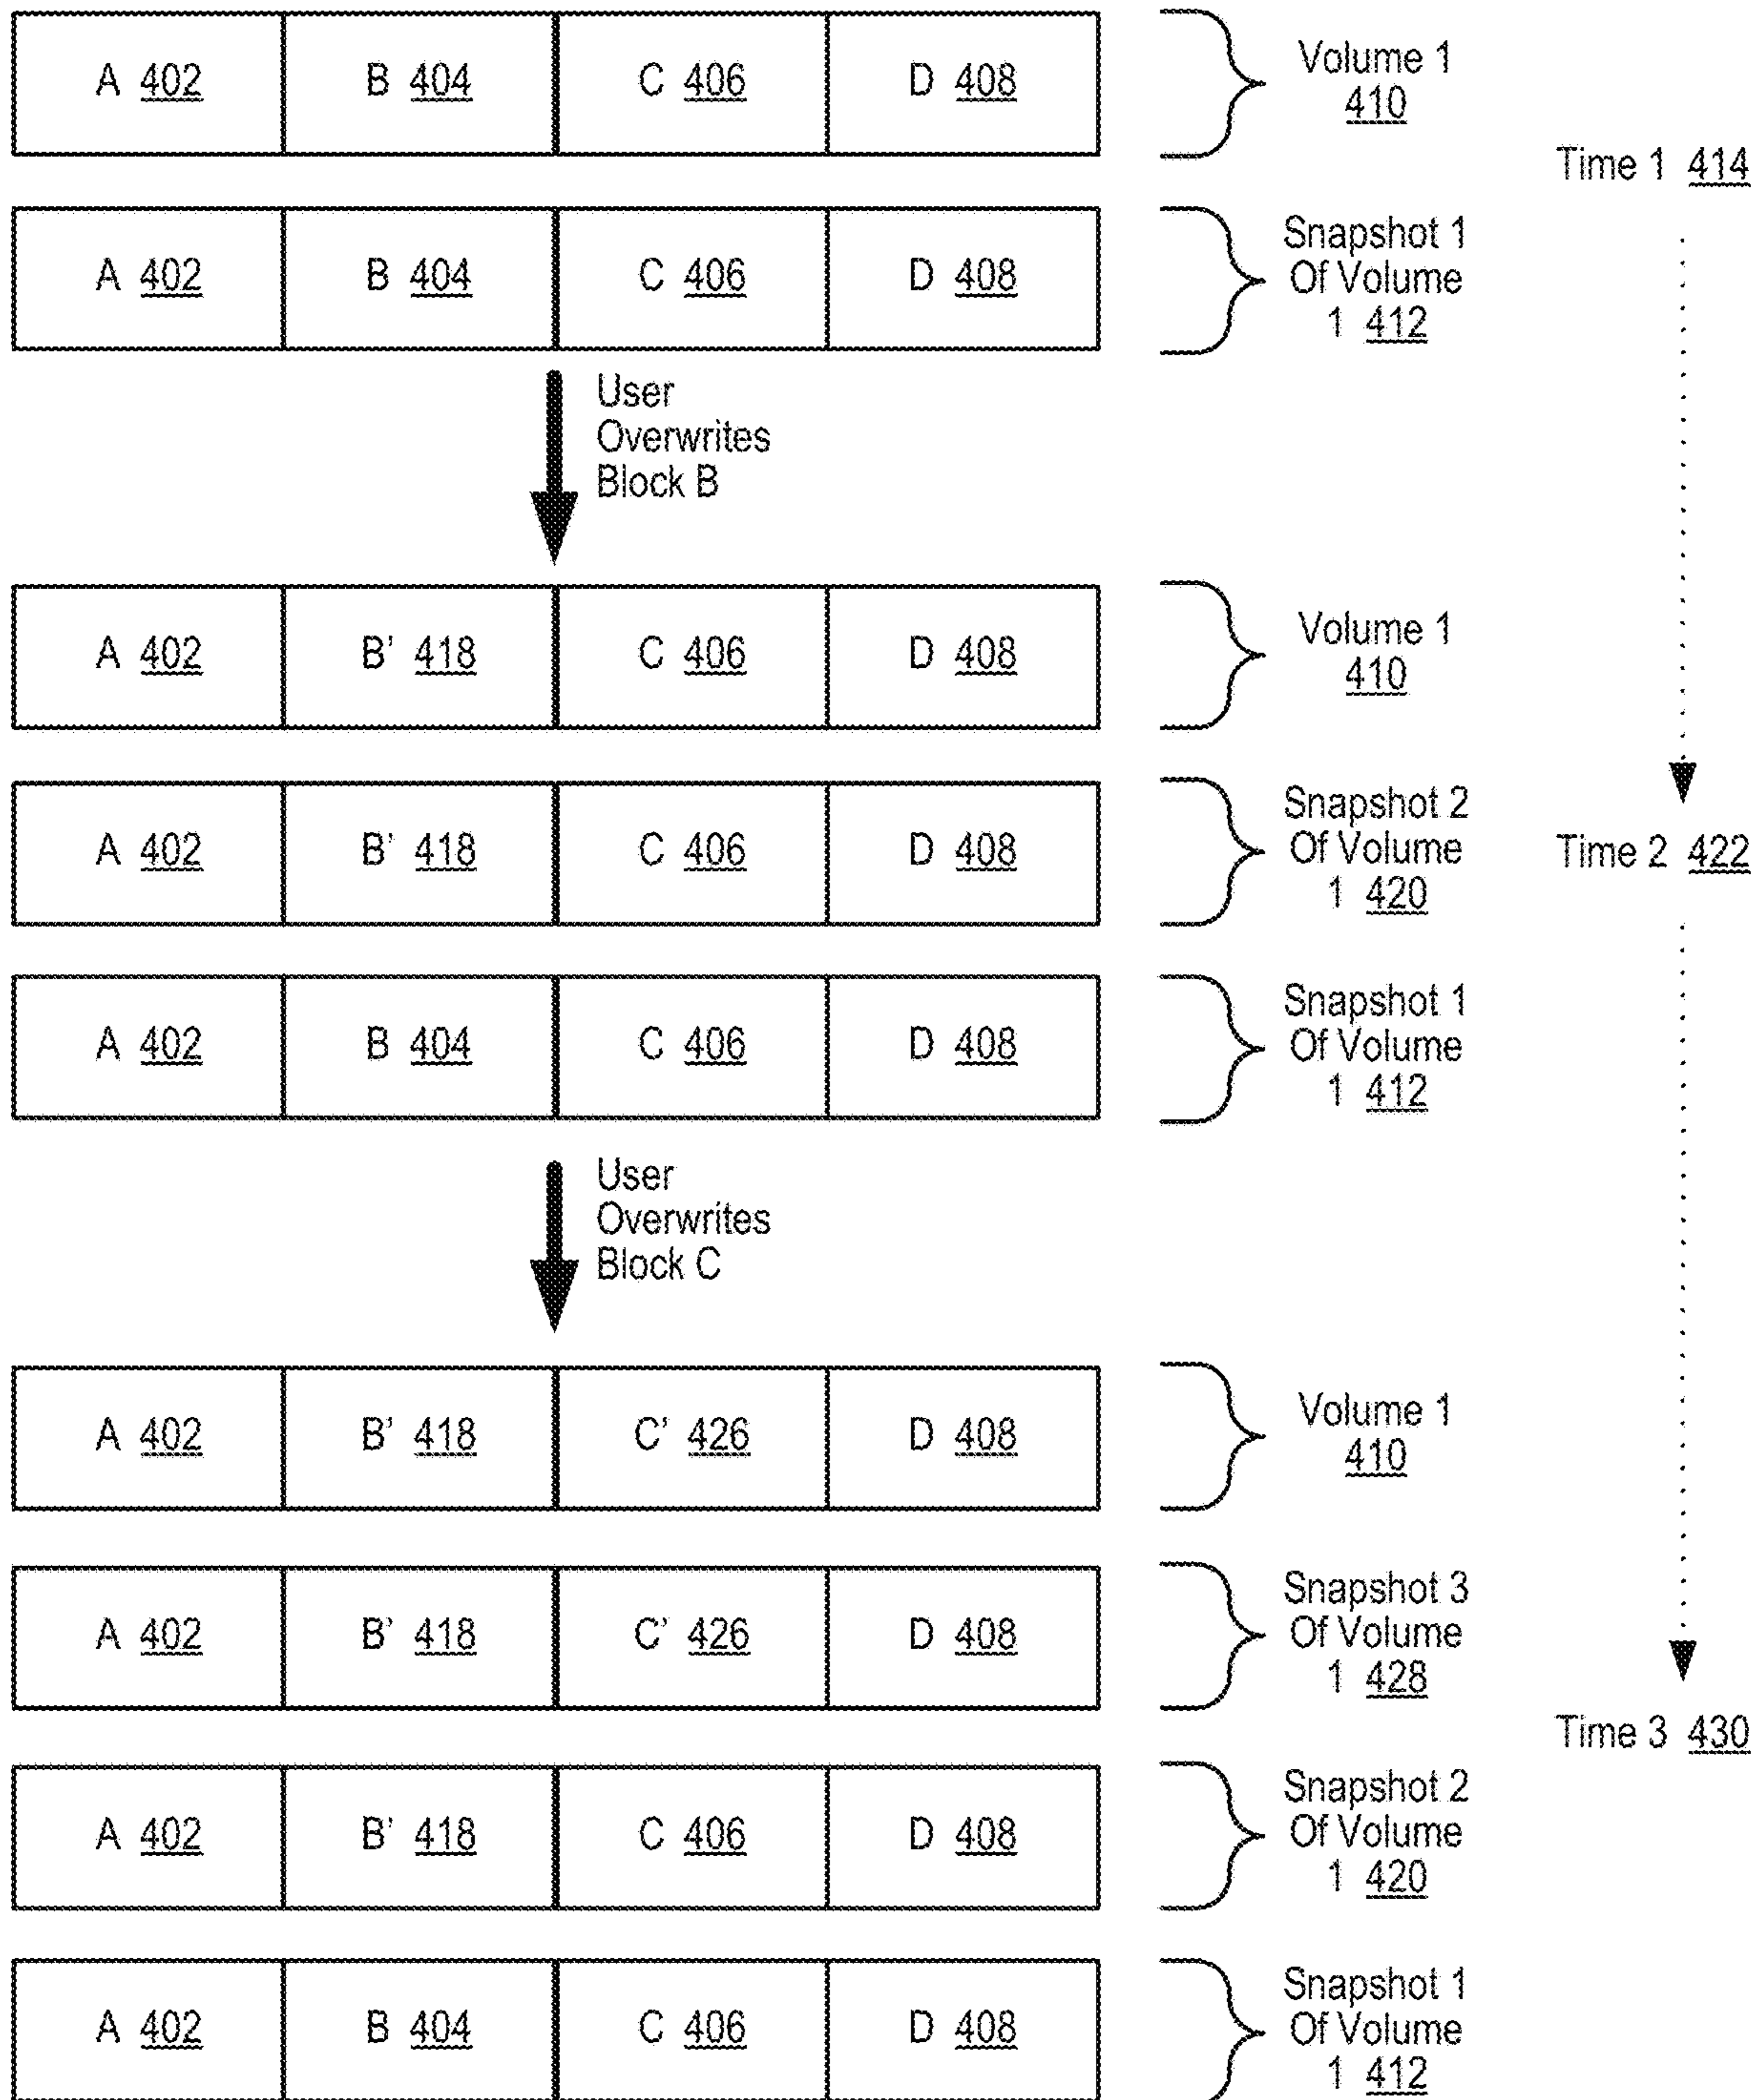 A 402 B 404 C 406 D 408
Volume 1
410
Time 1 414
A 402 B 404 C 406 D 408
Snapshot 1
Of Volume
1 412
User
Overwrites
Block B
A 402 B' 418 C 406 D 408
Volume 1
410
A 402 B' 418 C 406 D 408
Snapshot 2
Of Volume
1 420
Time 2 422
A 402 B 404 C 406 D 408
Snapshot 1
Of Volume
1 412
User
Overwrites
Block C
A 402 B' 418 C' 426 D 408
Volume 1
410
A 402 B' 418 C' 426 D 408
Snapshot 3
Of Volume
1 428
Time 3 430
A 402 B' 418 C 406 D 408
Snapshot 2
Of Volume
1 420
A 402 B 404 C 406 D 408
Snapshot 1
Of Volume
1 412